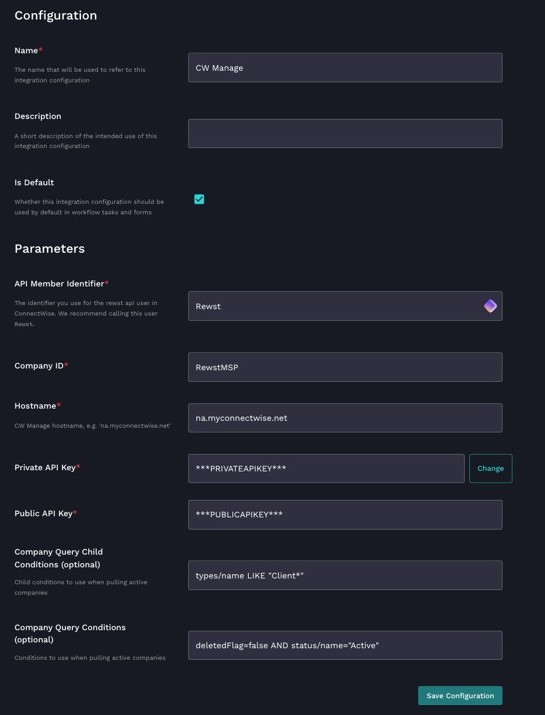 Configuration
Name*
The name that will be used to refer to this
integration configuration
CW Manage
Description
A short description of the intended use of this
integration configuration
Is Default
Whether this integration configuration should be
used by default in workflow tasks and forms
Parameters
API Member Identifier*
The identifier you use for the rewst api user in
ConnectWise. We recommend calling this user
Rewst.
Rewst
Company ID*
RewstMSP
Hostname*
CW Manage hostname, e.g. 'na.myconnectwise.net'
na.myconnectwise.net
Private API Key*
***PRIVATEAPIKEY***
Change
Public API Key*
***PUBLICAPIKEY***
Company Query Child
Conditions (optional)
Child conditions to use when pulling active
companies
types/name LIKE "Client*"
Company Query Conditions
(optional)
Conditions to use when pulling active companies
deletedFlag=false AND status/name="Active"
Save Configuration